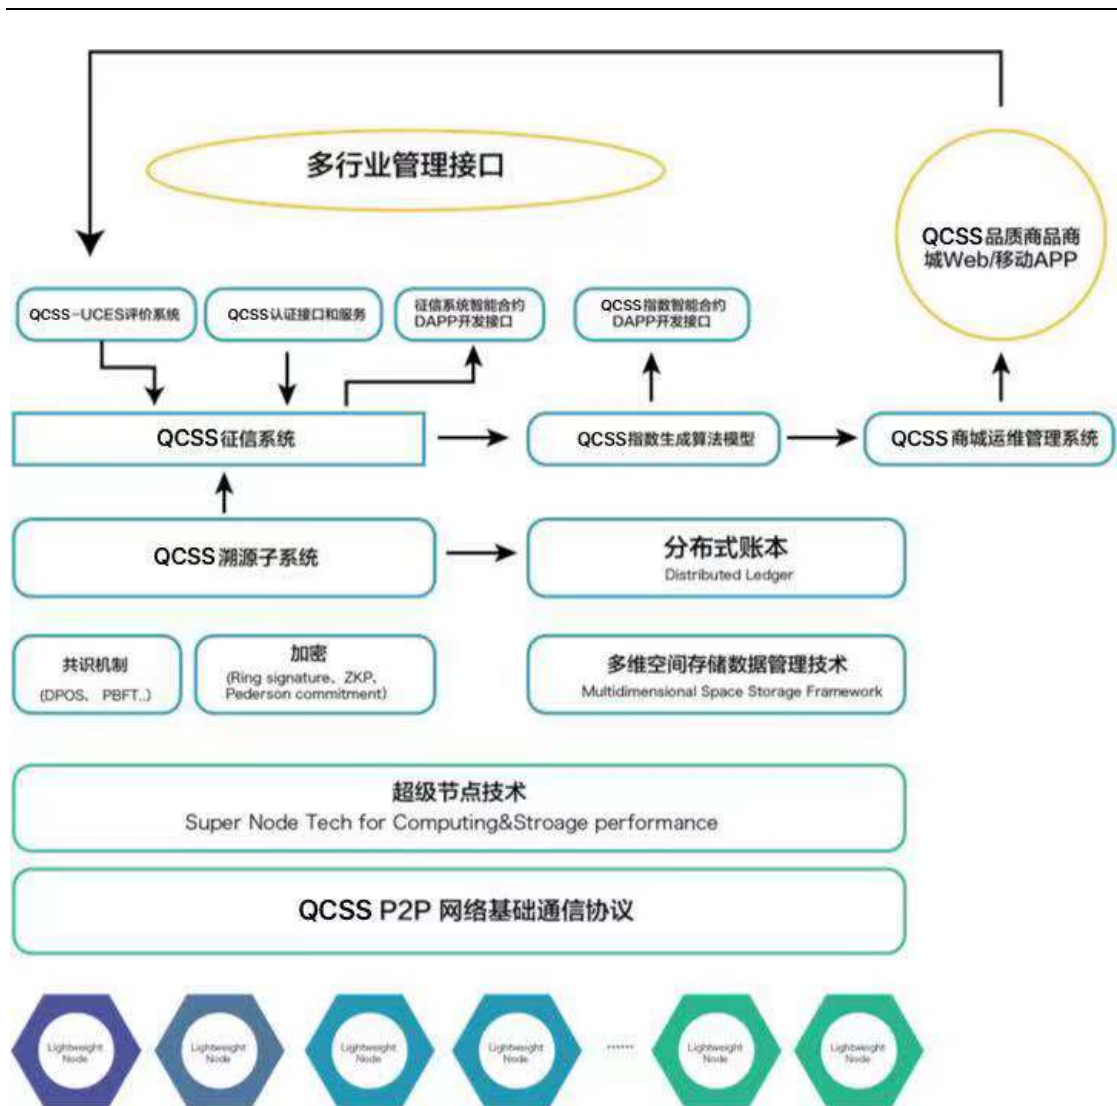 多行业管理接口
QCSS品质商品商
城Web/移动APP
QCSS-UCES评价系统
QCSS认证接口和服务
征信系统智能合约
DAPP开发接口
QCSS指数智能合约
DAPP开发接口
QCSS征信系统
QCSS指数生成算法模型
QCSS商城运维管理系统
QCSS溯源子系统
分布式账本
Distributed Ledger
共识机制
(DPOS、 PBFT..)
加密
(Ring signature、ZKP、
Pederson commitment)
多维空间存储数据管理技术
Multidimensional Space Storage Framework
超级节点技术
Super Node Tech for Computing&Stroage performance
QCSS P2P 网络基础通信协议
Lightweight
Node
Lightweight
Node
Lightweight
Node
Lightweight
Node
......
Lightweight
Node
Lightweight
Node